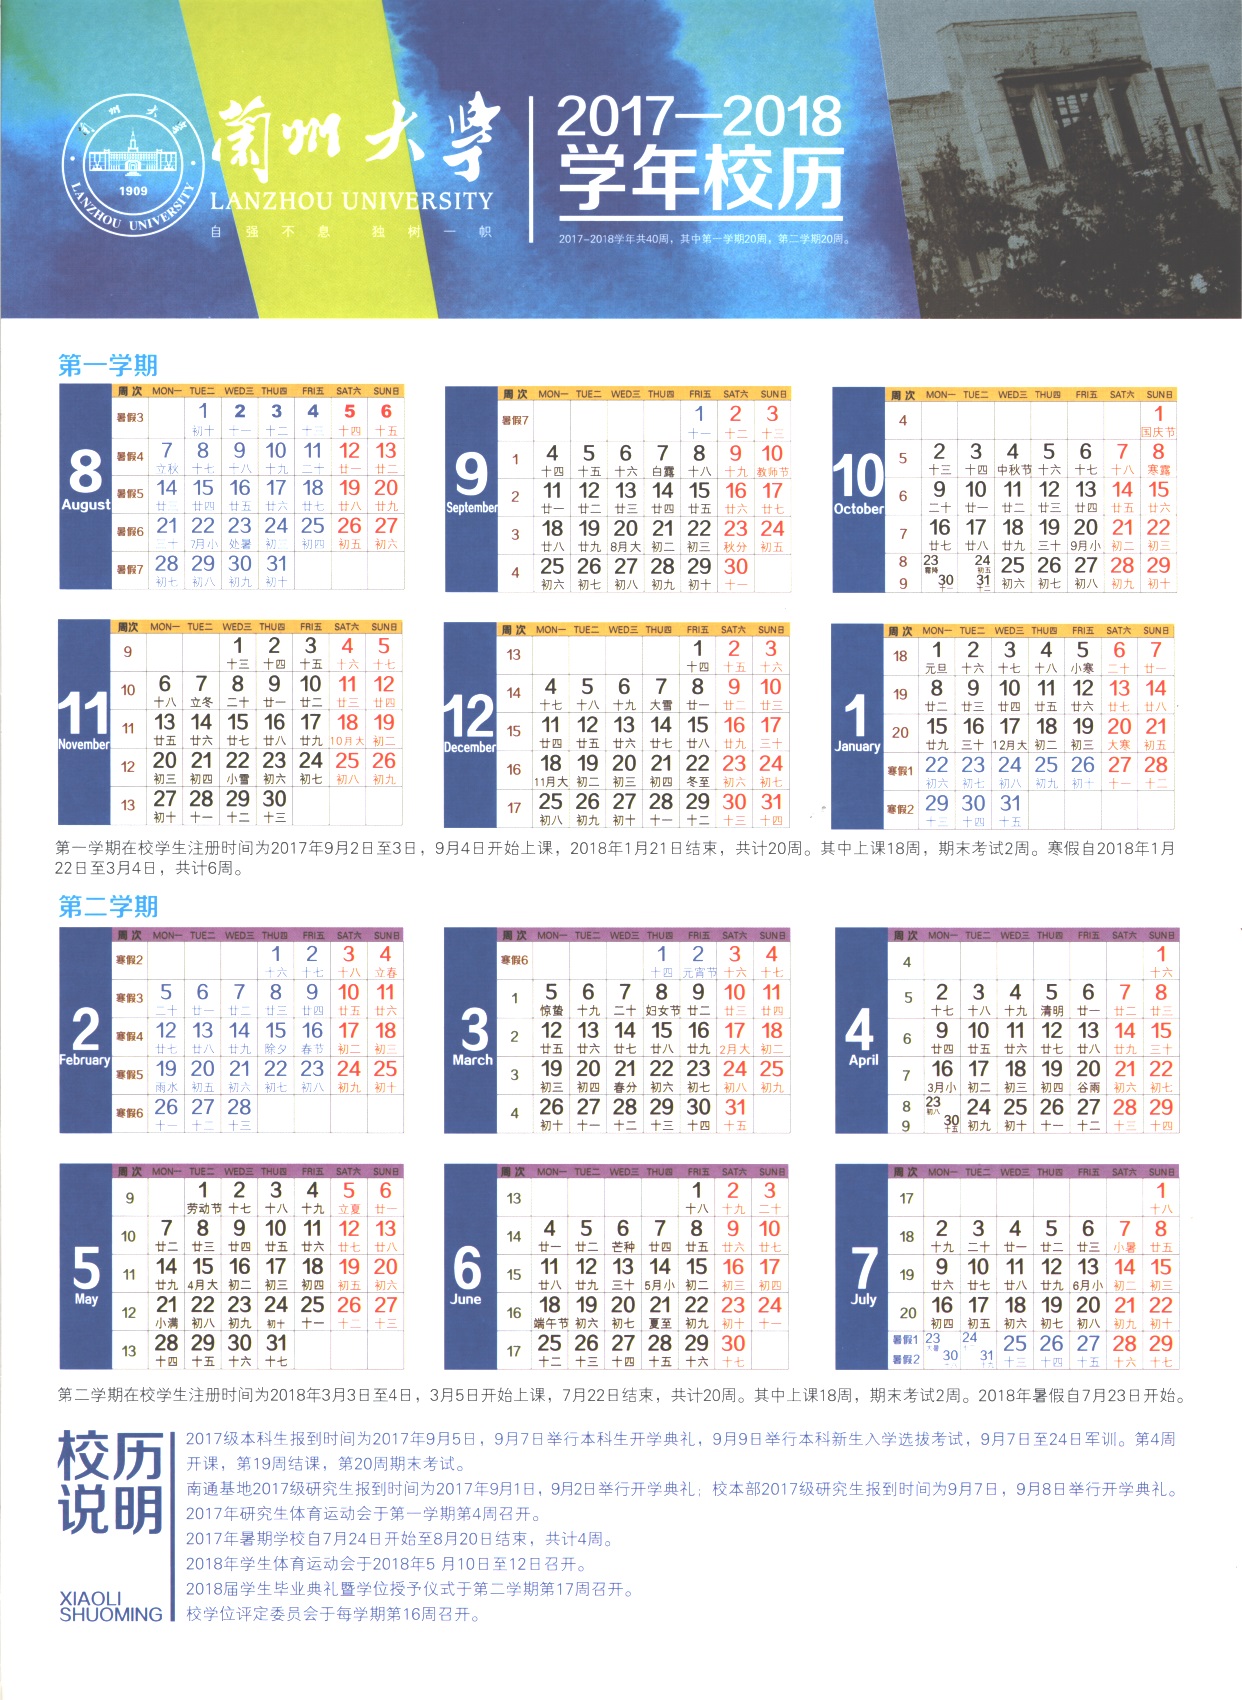 兰州大学
1909
LANZHOU UNIVERSITY
兰州大学
LANZHOU UNIVERSITY
自强不息 独树一帜
2017—2018
学年校历
2017-2018学年共40周，其中第一学期20周，第二学期20周。
第一学期
8
August
周次 MON一 TUE二 WED三 THU四 FRI五 SAT六 SUN日
暑假3 1 2 3 4 5 6
初十 十一 十二 十三 十四 十五
暑假4 7 8 9 10 11 12 13
立秋 十七 十八 十九 二十 廿一 廿二
暑假5 14 15 16 17 18 19 20
廿三 廿四 廿五 廿六 廿七 廿八 廿九
暑假6 21 22 23 24 25 26 27
三十 7月小 处暑 初三 初四 初五 初六
暑假7 28 29 30 31
初七 初八 初九 初十
9
September
周次 MON一 TUE二 WED三 THU四 FRI五 SAT六 SUN日
暑假7 1 2 3
十一 十二 十三
1 4 5 6 7 8 9 10
十四 十五 十六 白露 十八 十九 教师节
2 11 12 13 14 15 16 17
廿一 廿二 廿三 廿四 廿五 廿六 廿七
3 18 19 20 21 22 23 24
廿八 廿九 8月大 初二 初三 秋分 初五
4 25 26 27 28 29 30
初六 初七 初八 初九 初十 十一
10
October
周次 MON一 TUE二 WED三 THU四 FRI五 SAT六 SUN日
4 1
国庆节
5 2 3 4 5 6 7 8
十三 十四 中秋节 十六 十七 十八 寒露
6 9 10 11 12 13 14 15
二十 廿一 廿二 廿三 廿四 廿五 廿六
7 16 17 18 19 20 21 22
廿七 廿八 廿九 三十 9月小 初二 初三
8 23 24 25 26 27 28 29
霜降 初五 初六 初七 初八 初九 初十
9 30 31
十一 十二
11
November
周次 MON一 TUE二 WED三 THU四 FRI五 SAT六 SUN日
9 1 2 3 4 5
十三 十四 十五 十六 十七
10 6 7 8 9 10 11 12
十八 立冬 二十 廿一 廿二 廿三 廿四
11 13 14 15 16 17 18 19
廿五 廿六 廿七 廿八 廿九 10月大 初二
12 20 21 22 23 24 25 26
初三 初四 小雪 初六 初七 初八 初九
13 27 28 29 30
初十 十一 十二 十三
12
December
周次 MON一 TUE二 WED三 THU四 FRI五 SAT六 SUN日
13 1 2 3
十四 十五 十六
14 4 5 6 7 8 9 10
十七 十八 十九 大雪 廿一 廿二 廿三
15 11 12 13 14 15 16 17
廿四 廿五 廿六 廿七 廿八 廿九 三十
16 18 19 20 21 22 23 24
11月大 初二 初三 初四 冬至 初六 初七
17 25 26 27 28 29 30 31
初八 初九 初十 十一 十二 十三 十四
1
January
周次 MON一 TUE二 WED三 THU四 FRI五 SAT六 SUN日
18 1 2 3 4 5 6 7
元旦 十六 十七 十八 小寒 二十 廿一
19 8 9 10 11 12 13 14
廿二 廿三 廿四 廿五 廿六 廿七 廿八
20 15 16 17 18 19 20 21
廿九 三十 12月大 初二 初三 大寒 初五
寒假1 22 23 24 25 26 27 28
初六 初七 初八 初九 初十 十一 十二
寒假2 29 30 31
十三 十四 十五
第一学期在校学生注册时间为2017年9月2日至3日，9月4日开始上课，2018年1月21日结束，共计20周。其中上课18周，期末考试2周。寒假自2018年1月
22日至3月4日，共计6周。
第二学期
2
February
周次 MON一 TUE二 WED三 THU四 FRI五 SAT六 SUN日
寒假2 1 2 3 4
十六 十七 十八 立春
寒假3 5 6 7 8 9 10 11
二十 廿一 廿二 廿三 廿四 廿五 廿六
寒假4 12 13 14 15 16 17 18
廿七 廿八 廿九 除夕 春节 初二 初三
寒假5 19 20 21 22 23 24 25
雨水 初五 初六 初七 初八 初九 初十
寒假6 26 27 28
十一 十二 十三
3
March
周次 MON一 TUE二 WED三 THU四 FRI五 SAT六 SUN日
寒假6 1 2 3 4
十四 元宵节 十六 十七
1 5 6 7 8 9 10 11
惊蛰 十九 二十 妇女节 廿二 廿三 廿四
2 12 13 14 15 16 17 18
廿五 廿六 廿七 廿八 廿九 2月大 初二
3 19 20 21 22 23 24 25
初三 初四 春分 初六 初七 初八 初九
4 26 27 28 29 30 31
初十 十一 十二 十三 十四 十五
4
April
周次 MON一 TUE二 WED三 THU四 FRI五 SAT六 SUN日
4 1
十六
5 2 3 4 5 6 7 8
十七 十八 十九 清明 廿一 廿二 廿三
6 9 10 11 12 13 14 15
廿四 廿五 廿六 廿七 廿八 廿九 三十
7 16 17 18 19 20 21 22
3月小 初二 初三 初四 谷雨 初六 初七
8 23 24 25 26 27 28 29
初八 初九 初十 十一 十二 十三 十四
9 30
十五
5
May
周次 MON一 TUE二 WED三 THU四 FRI五 SAT六 SUN日
9 1 2 3 4 5 6
劳动节 十七 十八 十九 立夏 廿一
10 7 8 9 10 11 12 13
廿二 廿三 廿四 廿五 廿六 廿七 廿八
11 14 15 16 17 18 19 20
廿九 4月大 初二 初三 初四 初五 初六
12 21 22 23 24 25 26 27
小满 初八 初九 初十 十一 十二 十三
13 28 29 30 31
十四 十五 十六 十七
6
June
周次 MON一 TUE二 WED三 THU四 FRI五 SAT六 SUN日
13 1 2 3
十八 十九 二十
14 4 5 6 7 8 9 10
廿一 廿二 芒种 廿四 廿五 廿六 廿七
15 11 12 13 14 15 16 17
廿八 廿九 三十 5月小 初二 初三 初四
16 18 19 20 21 22 23 24
端午节 初六 初七 夏至 初九 初十 十一
17 25 26 27 28 29 30
十二 十三 十四 十五 十六 十七
7
July
周次 MON一 TUE二 WED三 THU四 FRI五 SAT六 SUN日
17 1
十八
18 2 3 4 5 6 7 8
十九 二十 廿一 廿二 廿三 小暑 廿五
19 9 10 11 12 13 14 15
廿六 廿七 廿八 廿九 6月小 初二 初三
20 16 17 18 19 20 21 22
初四 初五 初六 初七 初八 初九 初十
暑假1 23 24 25 26 27 28 29
十三 十四 十五 十六 十七
暑假2 30 31
第二学期在校学生注册时间为2018年3月3日至4日，3月5日开始上课，7月22日结束，共计20周。其中上课18周，期末考试2周。2018年暑假自7月23日开始。
校历
说明
XIAOLI
SHUOMING
2017级本科生报到时间为2017年9月5日，9月7日举行本科生开学典礼，9月9日举行本科新生入学选拔考试，9月7日至24日军训。第4周
开课，第19周结课，第20周期末考试。
南通基地2017级研究生报到时间为2017年9月1日，9月2日举行开学典礼；校本部2017级研究生报到时间为9月7日，9月8日举行开学典礼。
2017年研究生体育运动会于第一学期第4周召开。
2017年暑期学校自7月24日开始至8月20日结束，共计4周。
2018年学生体育运动会于2018年5 月10日至12日召开。
2018届学生毕业典礼暨学位授予仪式于第二学期第17周召开。
校学位评定委员会于每学期第16周召开。